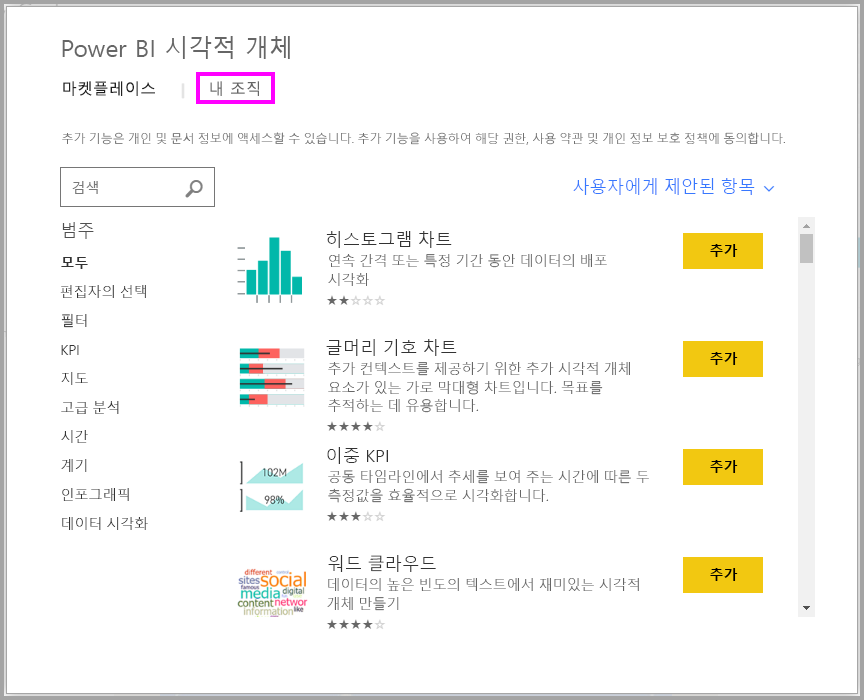 Power BI 시각적 개체
마켓플레이스 | 내 조직
추가 기능은 개인 및 문서 정보에 액세스할 수 있습니다. 추가 기능을 사용하여 해당 권한, 사용 약관 및 개인 정보 보호 정책에 동의합니다.
검색
사용자에게 제안된 항목
범주
모두
편집자의 선택
필터
KPI
지도
고급 분석
시간
계기
인포그래픽
데이터 시각화
히스토그램 차트
연속 간격 또는 특정 기간 동안 데이터의 배포
시각화
★★☆☆☆
추가
글머리 기호 차트
추가 컨텍스트를 제공하기 위한 추가 시각적 개체
요소가 있는 가로 막대형 차트입니다. 목표를
추적하는 데 유용합니다.
★★★★☆
추가
102M
98%
이중 KPI
공통 타임라인에서 추세를 보여 주는 시간에 따른 두
측정값을 효율적으로 시각화합니다.
★★★☆☆
추가
different
sites social
famous
media digital
content networ
information like
워드 클라우드
데이터의 높은 빈도의 텍스트에서 재미있는 시각적
개체 만들기
★★★★☆
추가